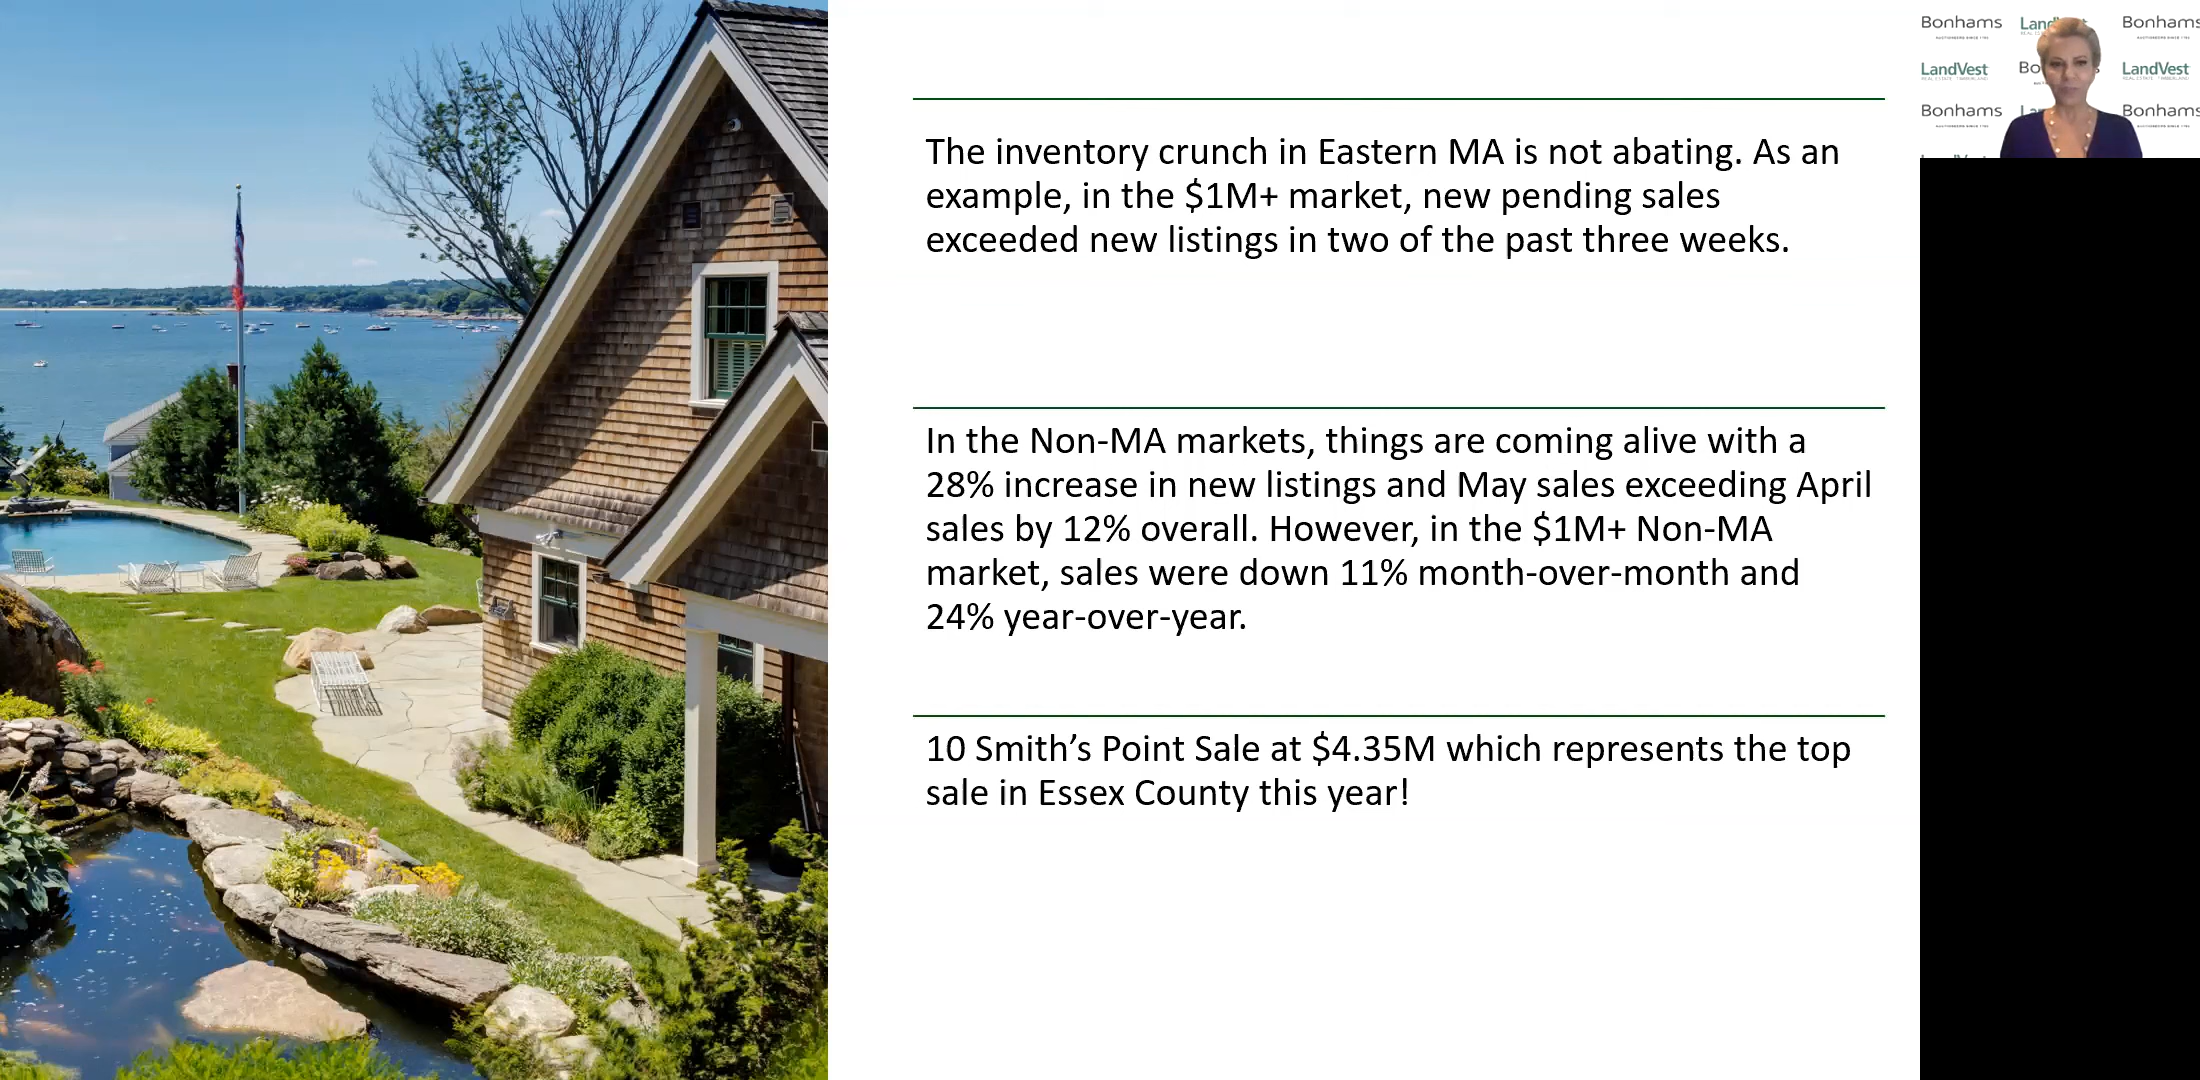 The inventory crunch in Eastern MA is not abating. As an
example, in the $1M+ market, new pending sales
exceeded new listings in two of the past three weeks.
In the Non-MA markets, things are coming alive with a
28% increase in new listings and May sales exceeding April
sales by 12% overall. However, in the $1M+ Non-MA
market, sales were down 11% month-over-month and
24% year-over-year.
10 Smith’s Point Sale at $4.35M which represents the top
sale in Essex County this year!
Bonhams Bonhams
LandVest LandVest
Bonhams Bonhams